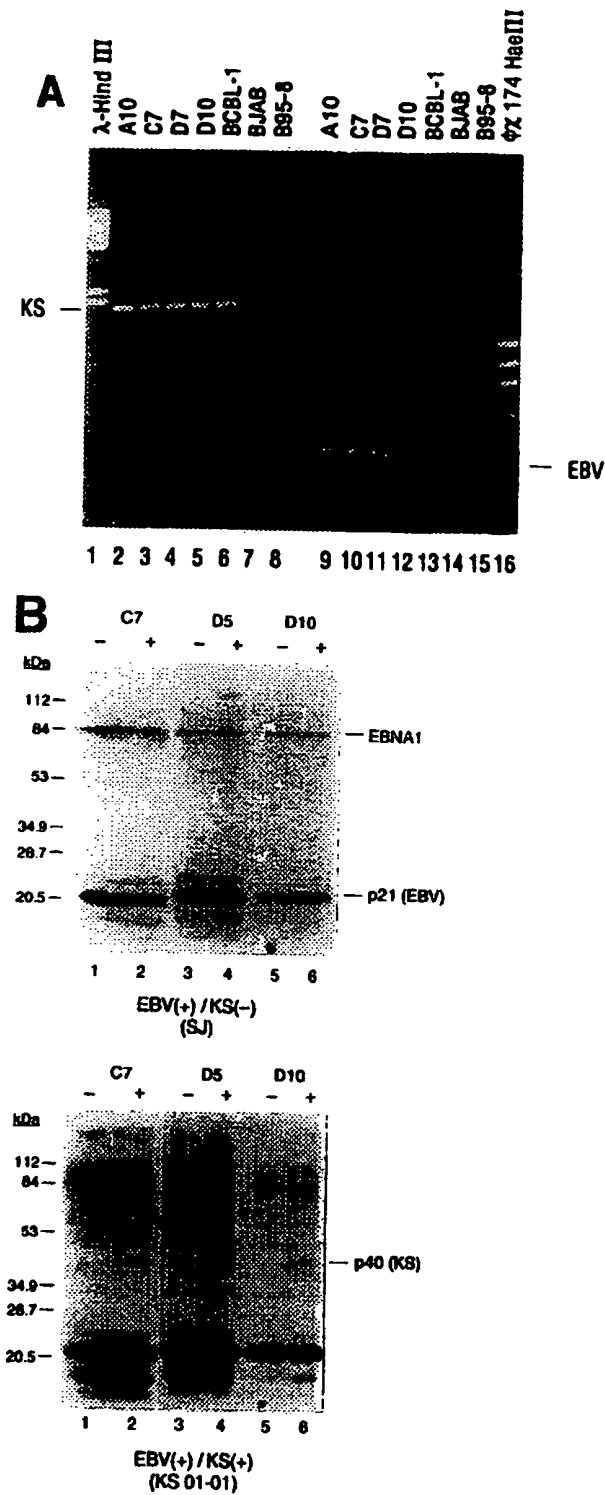 A
λ-Hind III A10 C7 D7 D10 BCBL-1 BJAB B95-8 A10 C7 D7 D10 BCBL-1 BJAB B95-8 φχ 174 HaeIII
KS
EBV
1 2 3 4 5 6 7 8 9 10 11 12 13 14 15 16
B
C7 D5 D10
– + – + – +
kDa
112
84
EBNA1
53
34.9
28.7
20.5
p21 (EBV)
1 2 3 4 5 6
EBV(+) / KS(–)
(SJ)
C7 D5 D10
– + – + – +
kDa
112
84
53
p40 (KS)
34.9
26.7
20.5
1 2 3 4 5 6
EBV(+) / KS(+)
(KS 01-01)